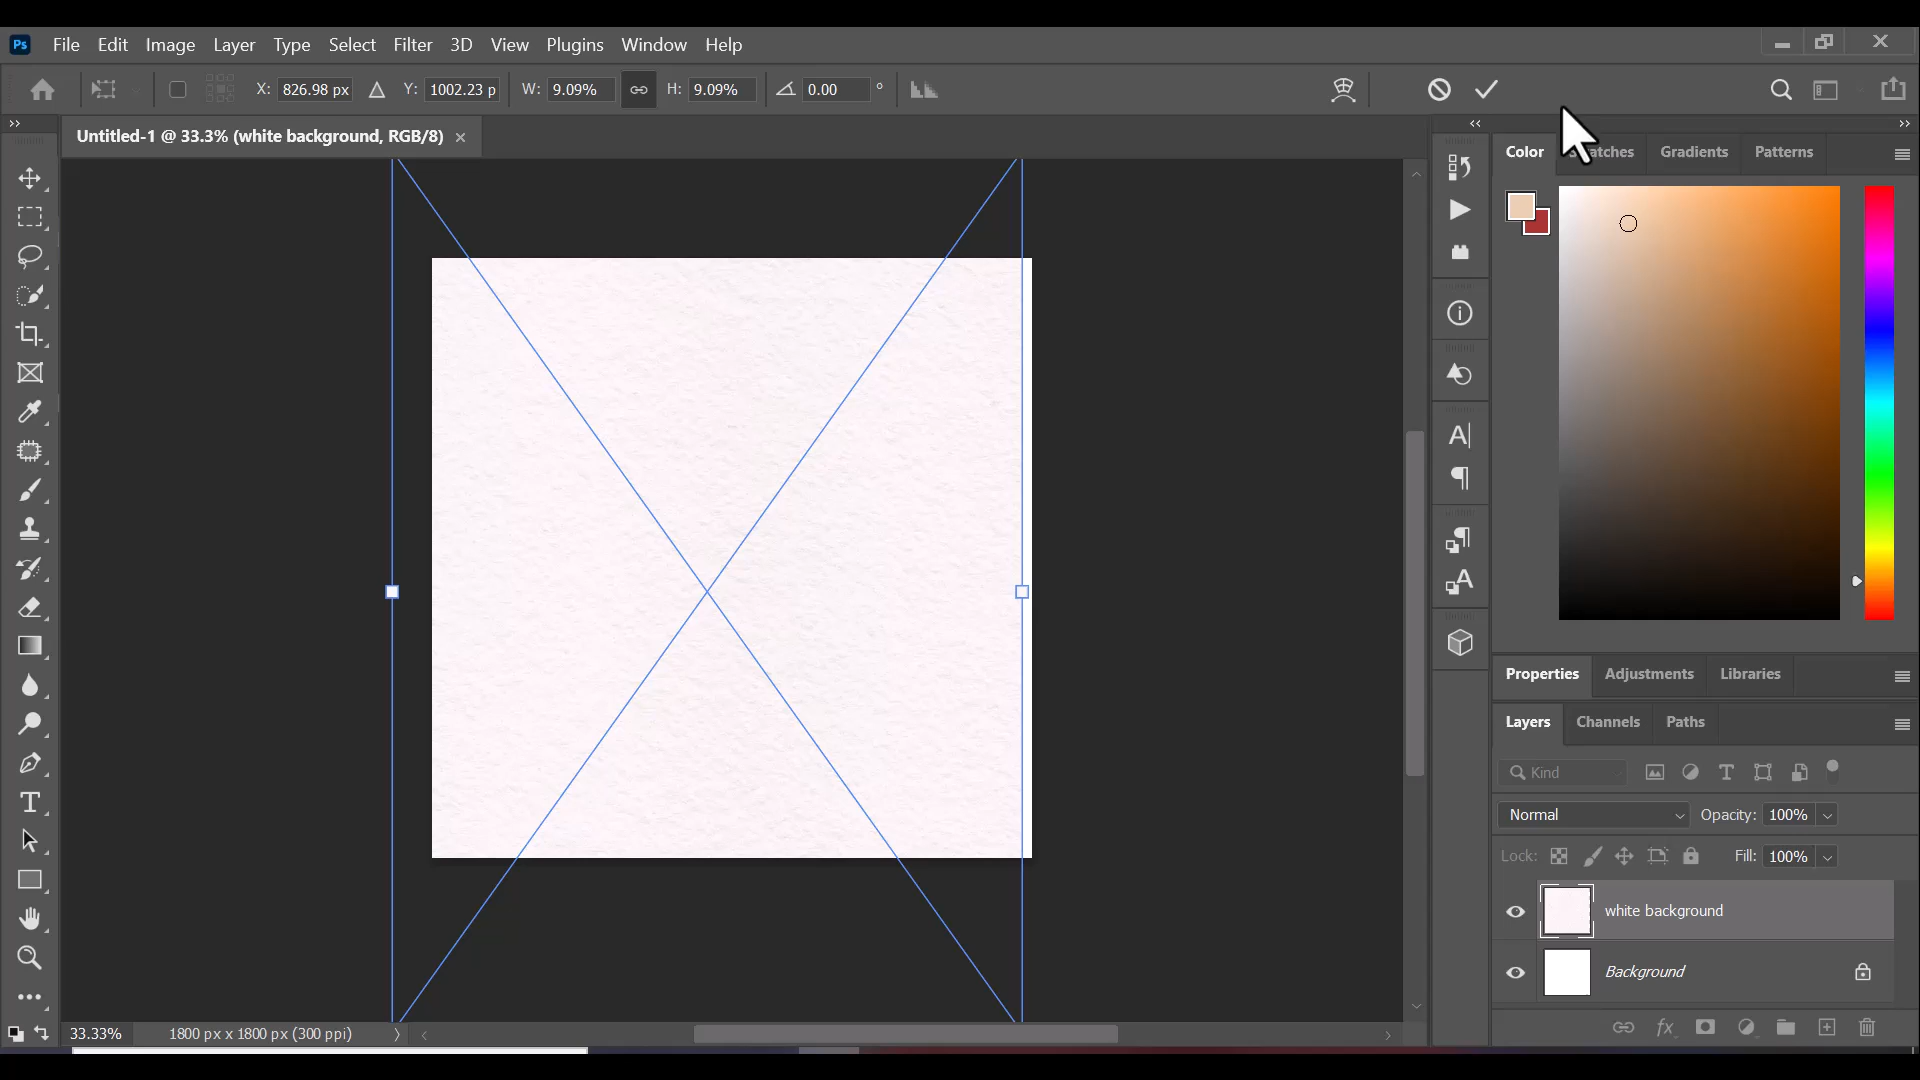 Ps File Edit Image Layer Type Select Filter 3D View Plugins Window Help
X: 826.98 px Y: 1002.23 p W: 9.09% H: 9.09% 0.00 °
Untitled-1 @ 33.3% (white background, RGB/8) ×
Color Gradients Patterns
Properties Adjustments Libraries
Layers Channels Paths
Kind
Normal Opacity: 100%
Lock: Fill: 100%
white background
Background
33.33% 1800 px x 1800 px (300 ppi)